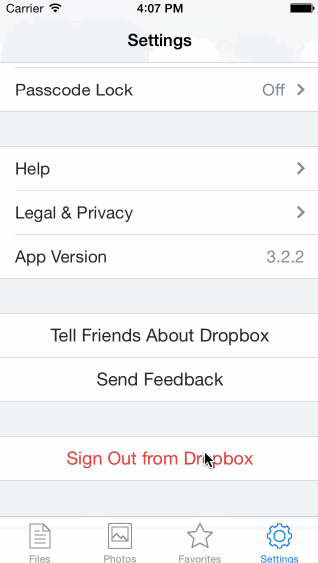 Carrier 4:07 PM
Settings
Passcode Lock Off
Help
Legal & Privacy
App Version 3.2.2
Tell Friends About Dropbox
Send Feedback
Sign Out from Dropbox
Files Photos Favorites Settings